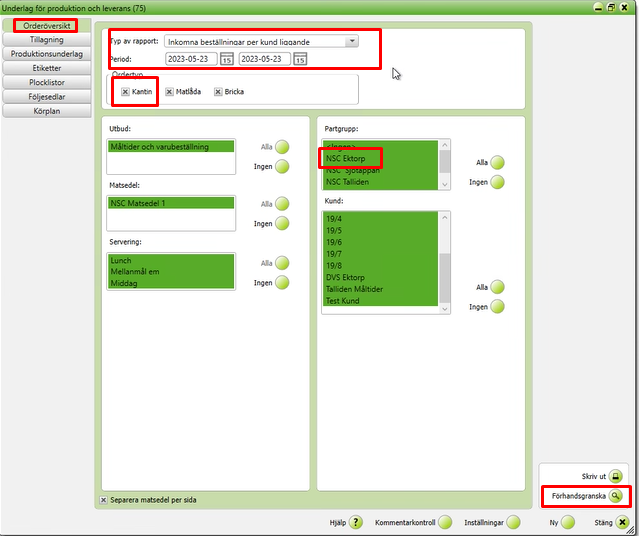 Underlag för produktion och leverans (75)
Orderöversikt
Tillagning
Produktionsunderlag
Etiketter
Plocklistor
Följesedlar
Körplan
Typ av rapport: Inkomna beställningar per kund liggande
Period: 2023-05-23 15 2023-05-23 15
Ordertyp
Kantin Matlåda Bricka
Utbud:
Måltider och varubeställning
Alla
Ingen
Matsedel:
NSC Matsedel 1
Alla
Ingen
Servering:
Lunch
Mellanmål em
Middag
Alla
Ingen
Partgrupp:
<Ingen>
NSC Ektorp
NSC Sjötäppan
NSC Talliden
Alla
Ingen
Kund:
19/4
19/5
19/6
19/7
19/8
DVS Ektorp
Talliden Måltider
Test Kund
Alla
Ingen
Separera matsedel per sida
Skriv ut
Förhandsgranska
Hjälp ? Kommentarkontroll Inställningar Ny Stäng